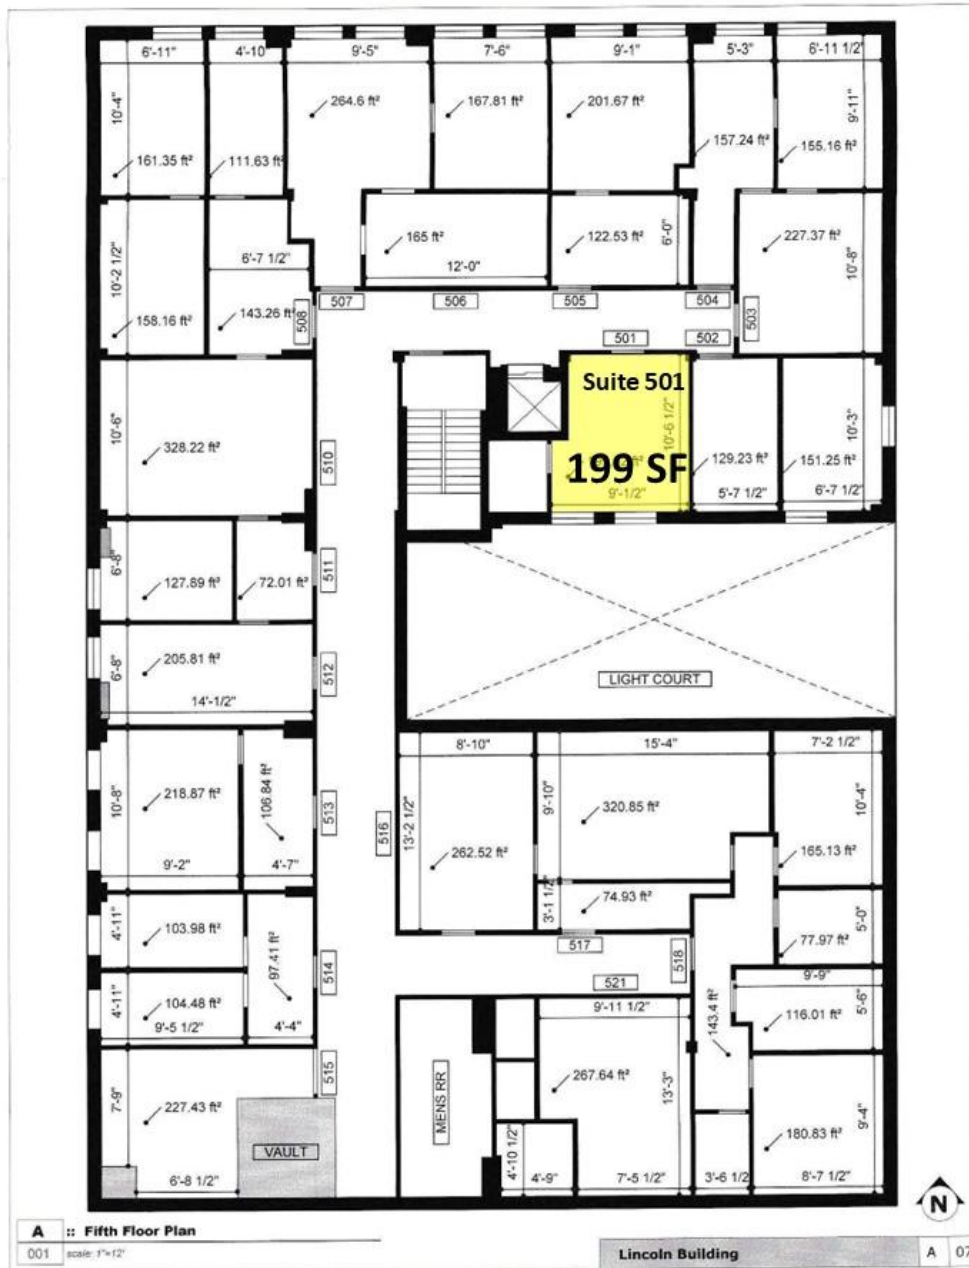 6'-11" 4'-10 9'-5" 7'-6" 9'-1" 5'-3" 6'-11 1/2"
10'-4"
264.6 ft²
167.81 ft²
201.67 ft²
9'-11"
161.35 ft²
111.63 ft²
157.24 ft²
155.16 ft²
10'-2 1/2"
6'-7 1/2"
165 ft²
12'-0"
122.53 ft²
6'-0"
227.37 ft²
10'-8"
158.16 ft²
143.26 ft²
508
507
506
505
504
503
501
502
Suite 501
10'-6 1/2"
199 SF
9'-1/2"
129.23 ft²
5'-7 1/2"
151.25 ft²
6'-7 1/2"
10'-3"
10'-6"
328.22 ft²
510
6'-8"
127.89 ft²
72.01 ft²
511
6'-8"
205.81 ft²
14'-1/2"
512
LIGHT COURT
10'-8"
218.87 ft²
9'-2"
106.84 ft²
4'-7"
513
516
8'-10"
13'-2 1/2"
262.52 ft²
15'-4"
9'-10"
320.85 ft²
7'-2 1/2"
10'-4"
165.13 ft²
3'-1 1/2"
74.93 ft²
5'-0"
77.97 ft²
4'-11"
103.98 ft²
97.41 ft²
4'-11"
104.48 ft²
9'-5 1/2"
4'-4"
514
517
518
521
9'-9"
5'-6"
116.01 ft²
143.4 ft²
7'-9"
227.43 ft²
6'-8 1/2"
VAULT
515
MENS RR
9'-11 1/2"
267.64 ft²
13'-3"
4'-10 1/2"
4'-9"
7'-5 1/2"
3'-6 1/2
180.83 ft²
9'-4"
8'-7 1/2"
N
A :: Fifth Floor Plan
001 scale: 1"=12'
Lincoln Building A 07